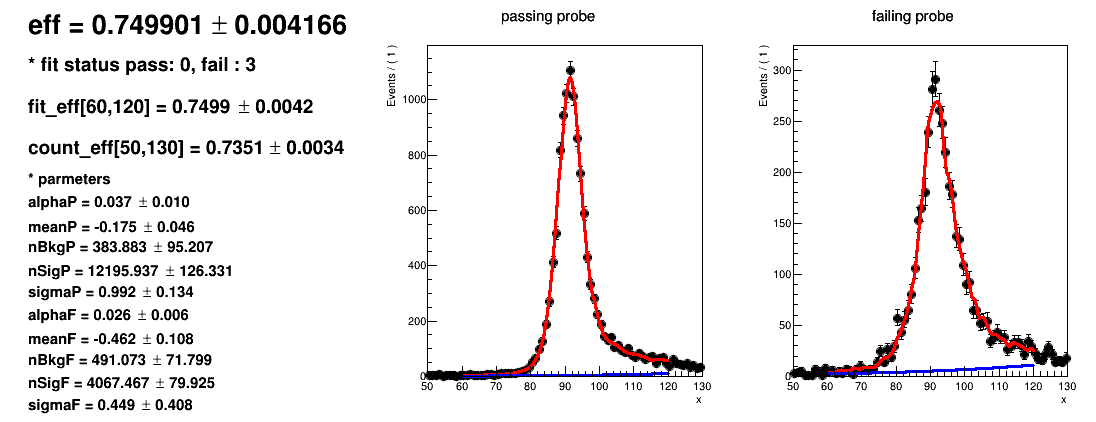 eff = 0.749901 ± 0.004166
* fit status pass: 0, fail : 3
fit_eff[60,120] = 0.7499 ± 0.0042
count_eff[50,130] = 0.7351 ± 0.0034
* parmeters
alphaP = 0.037 ± 0.010
meanP = -0.175 ± 0.046
nBkgP = 383.883 ± 95.207
nSigP = 12195.937 ± 126.331
sigmaP = 0.992 ± 0.134
alphaF = 0.026 ± 0.006
meanF = -0.462 ± 0.108
nBkgF = 491.073 ± 71.799
nSigF = 4067.467 ± 79.925
sigmaF = 0.449 ± 0.408
passing probe
Events / ( 1 )
1000
800
600
400
200
0
50 60 70 80 90 100 110 120 130
x
failing probe
Events / ( 1 )
300
250
200
150
100
50
0
50 60 70 80 90 100 110 120 130
x